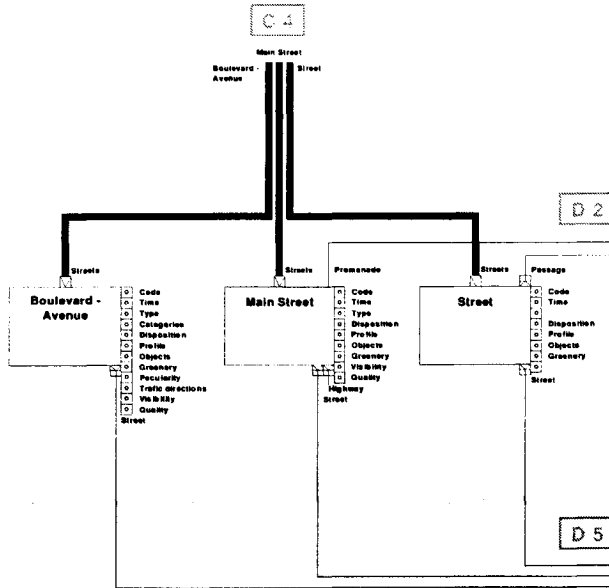 C 4
Main Street
Boulevard - Street
Avenue
D 2
Streets
Boulevard -
Avenue
Code
Time
Type
Categories
Disposition
Profile
Objects
Greenery
Pecularity
Trafic directions
Visibility
Quality
Street
Streets Promenade
Main Street
Code
Time
Type
Disposition
Profile
Objects
Greenery
Visibility
Quality
Highway
Street
Streets Passage
Street
Code
Time
Disposition
Profile
Objects
Greenery
Street
D 5